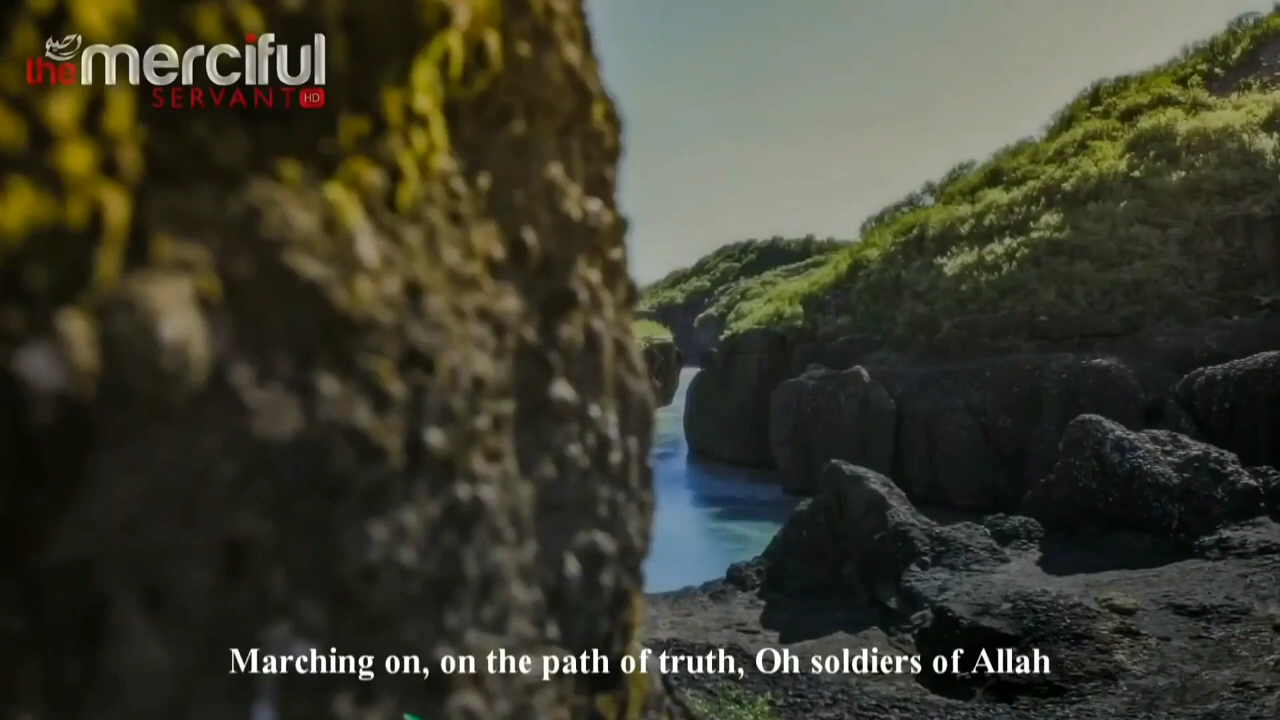 the merciful
SERVANT HD
Marching on, on the path of truth, Oh soldiers of Allah